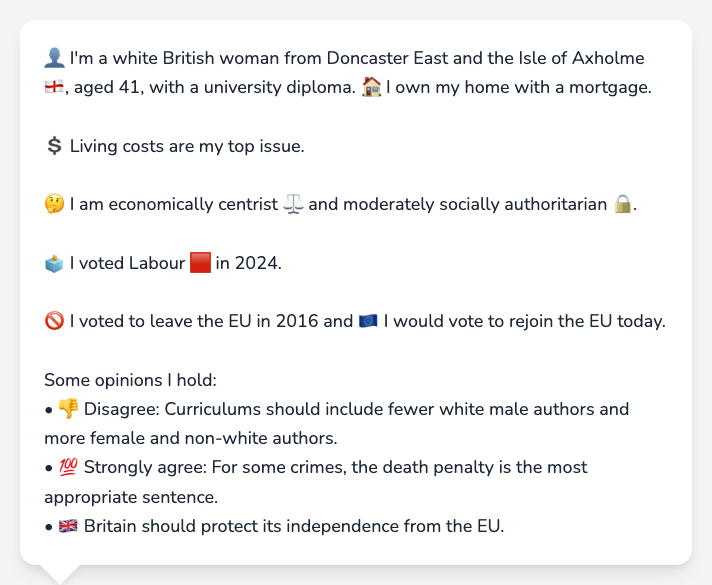 👤 I'm a white British woman from Doncaster East and the Isle of Axholme
🏴󠁧󠁢󠁥󠁮󠁧󠁿, aged 41, with a university diploma. 🏠 I own my home with a mortgage.
💲 Living costs are my top issue.
🤔 I am economically centrist ⚖️ and moderately socially authoritarian 🔒.
🗳️ I voted Labour 🟥 in 2024.
🚫 I voted to leave the EU in 2016 and 🇪🇺 I would vote to rejoin the EU today.
Some opinions I hold:
• 👎 Disagree: Curriculums should include fewer white male authors and
more female and non-white authors.
• 💯 Strongly agree: For some crimes, the death penalty is the most
appropriate sentence.
• 🇬🇧 Britain should protect its independence from the EU.